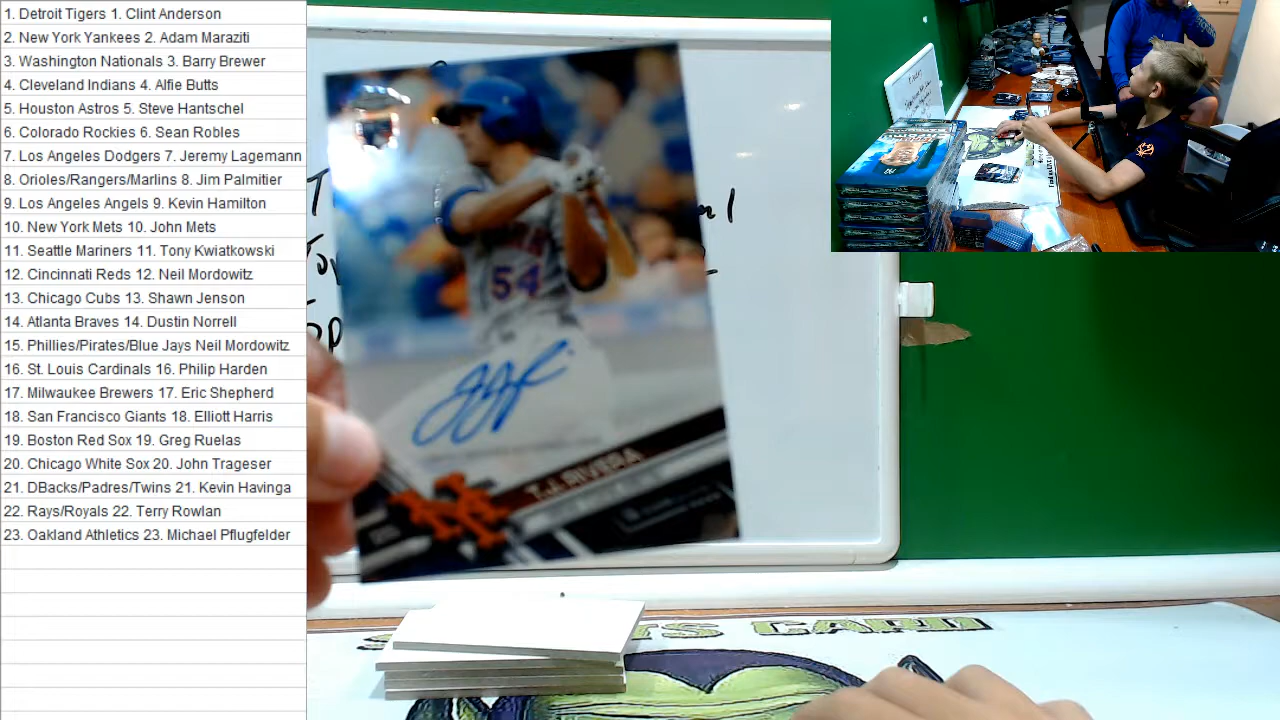 1. Detroit Tigers 1. Clint Anderson
2. New York Yankees 2. Adam Maraziti
3. Washington Nationals 3. Barry Brewer
4. Cleveland Indians 4. Alfie Butts
5. Houston Astros 5. Steve Hantschel
6. Colorado Rockies 6. Sean Robles
7. Los Angeles Dodgers 7. Jeremy Lagemann
8. Orioles/Rangers/Marlins 8. Jim Palmitier
9. Los Angeles Angels 9. Kevin Hamilton
10. New York Mets 10. John Mets
11. Seattle Mariners 11. Tony Kwiatkowski
12. Cincinnati Reds 12. Neil Mordowitz
13. Chicago Cubs 13. Shawn Jenson
14. Atlanta Braves 14. Dustin Norrell
15. Phillies/Pirates/Blue Jays Neil Mordowitz
16. St. Louis Cardinals 16. Philip Harden
17. Milwaukee Brewers 17. Eric Shepherd
18. San Francisco Giants 18. Elliott Harris
19. Boston Red Sox 19. Greg Ruelas
20. Chicago White Sox 20. John Trageser
21. DBacks/Padres/Twins 21. Kevin Havinga
22. Rays/Royals 22. Terry Rowlan
23. Oakland Athletics 23. Michael Pflugfelder
54
T.J. RIVERA
CARD